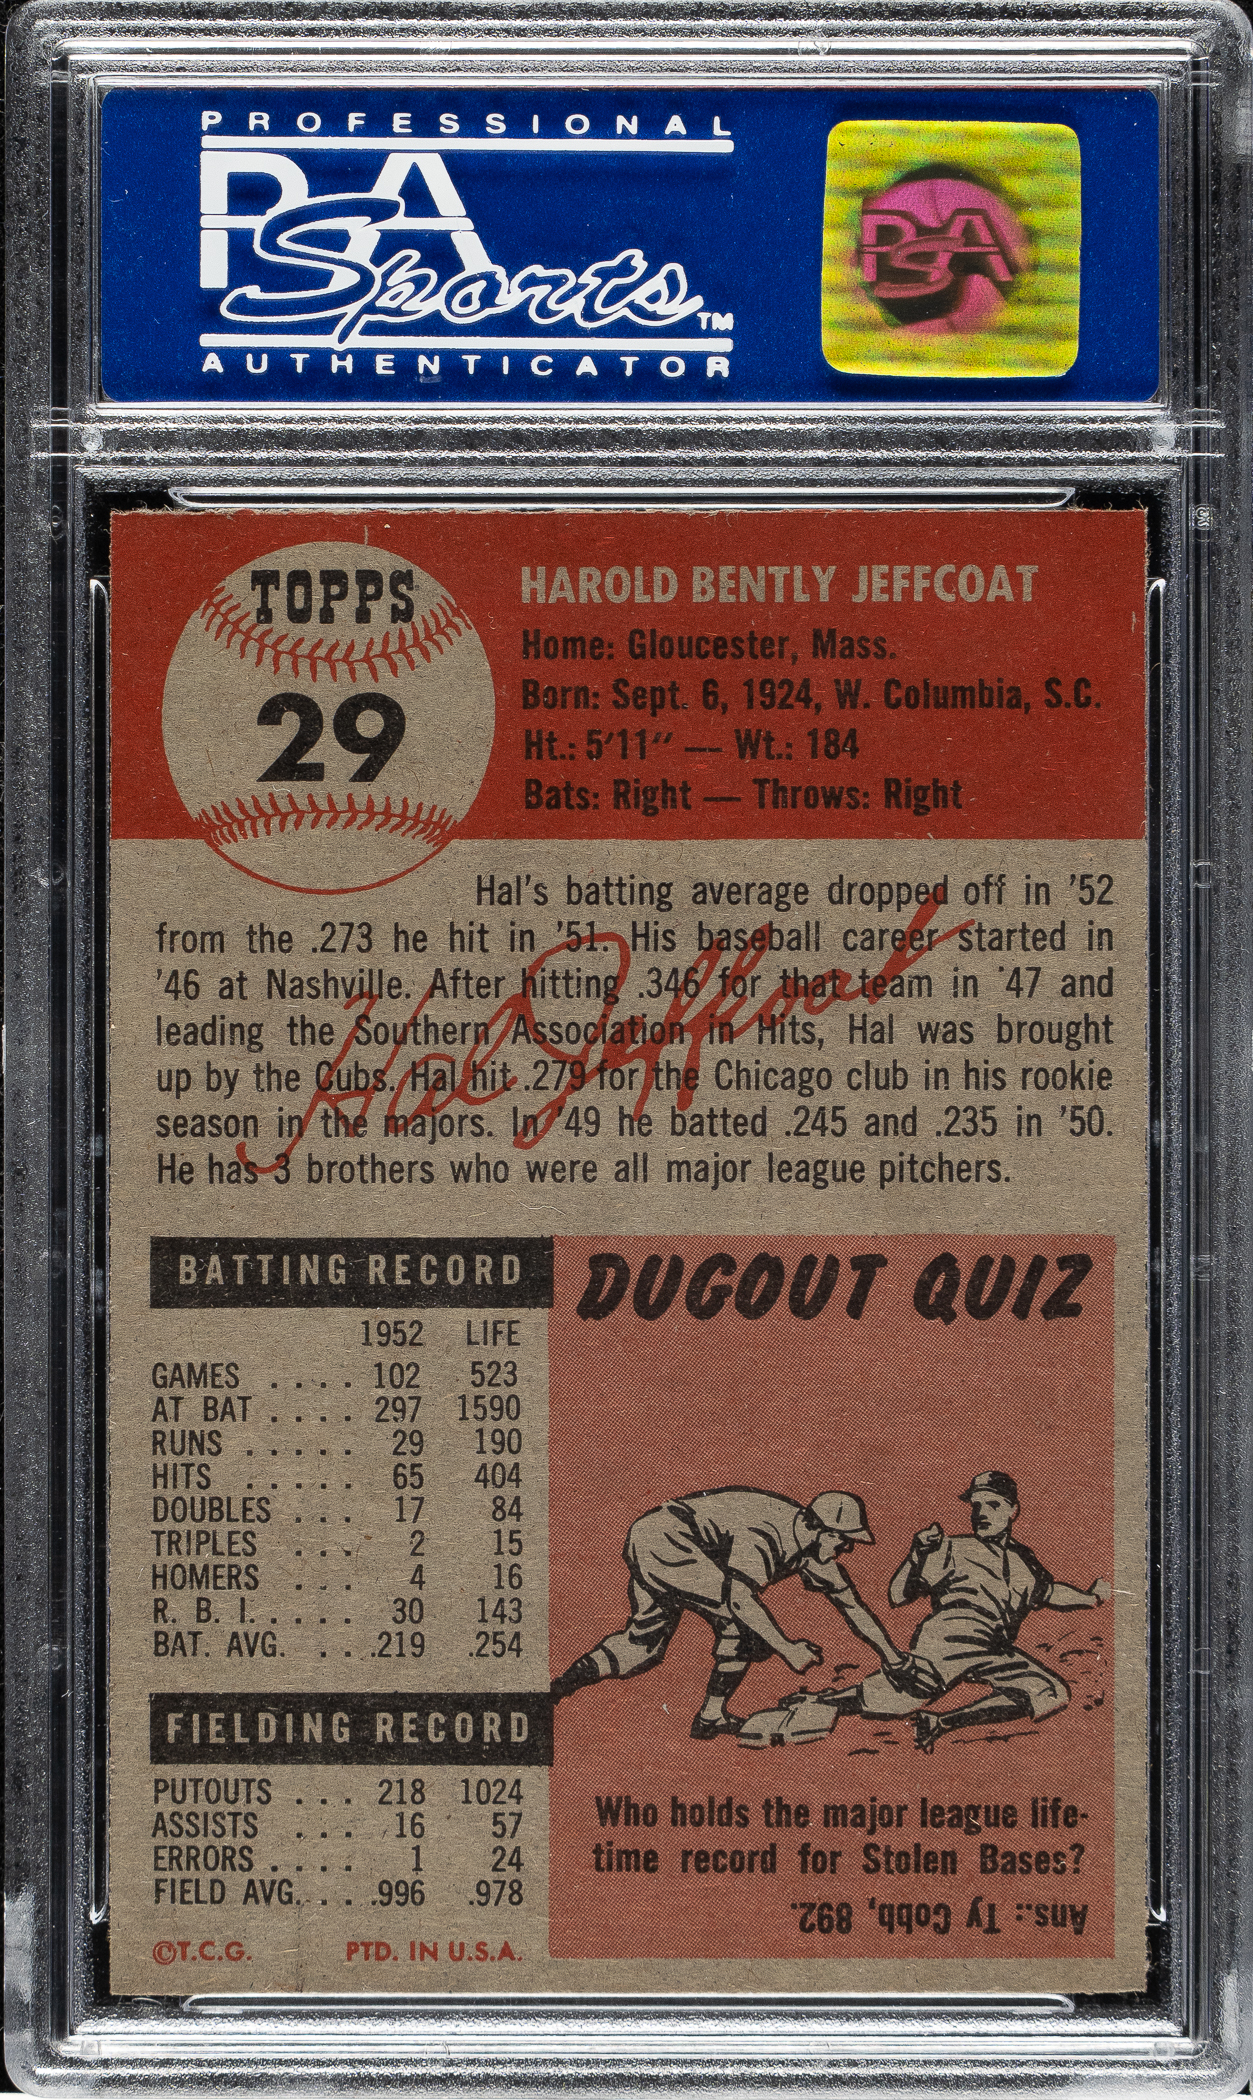 PROFESSIONAL
PSA
Sports™
AUTHENTICATOR
PSA
TOPPS
29
HAROLD BENTLY JEFFCOAT
Home: Gloucester, Mass.
Born: Sept. 6, 1924, W. Columbia, S.C.
Ht.: 5′11″ — Wt.: 184
Bats: Right — Throws: Right
Hal's batting average dropped off in '52
from the .273 he hit in '51. His baseball career started in
'46 at Nashville. After hitting .346 for that team in '47 and
leading the Southern Association in Hits, Hal was brought
up by the Cubs. Hal hit .279 for the Chicago club in his rookie
season in the majors. In '49 he batted .245 and .235 in '50.
He has 3 brothers who were all major league pitchers.
Hal Jeffcoat
BATTING RECORD
1952 LIFE
GAMES .... 102 523
AT BAT .... 297 1590
RUNS ..... 29 190
HITS ..... 65 404
DOUBLES ... 17 84
TRIPLES ... 2 15
HOMERS ... 4 16
R. B. I. .... 30 143
BAT. AVG. ...219 .254
FIELDING RECORD
PUTOUTS ... 218 1024
ASSISTS ... 16 57
ERRORS .... 1 24
FIELD AVG. ...996 .978
©T.C.G. PTD. IN U.S.A.
DUGOUT QUIZ
Who holds the major league life-
time record for Stolen Bases?
Ans.: Ty Cobb, 892.